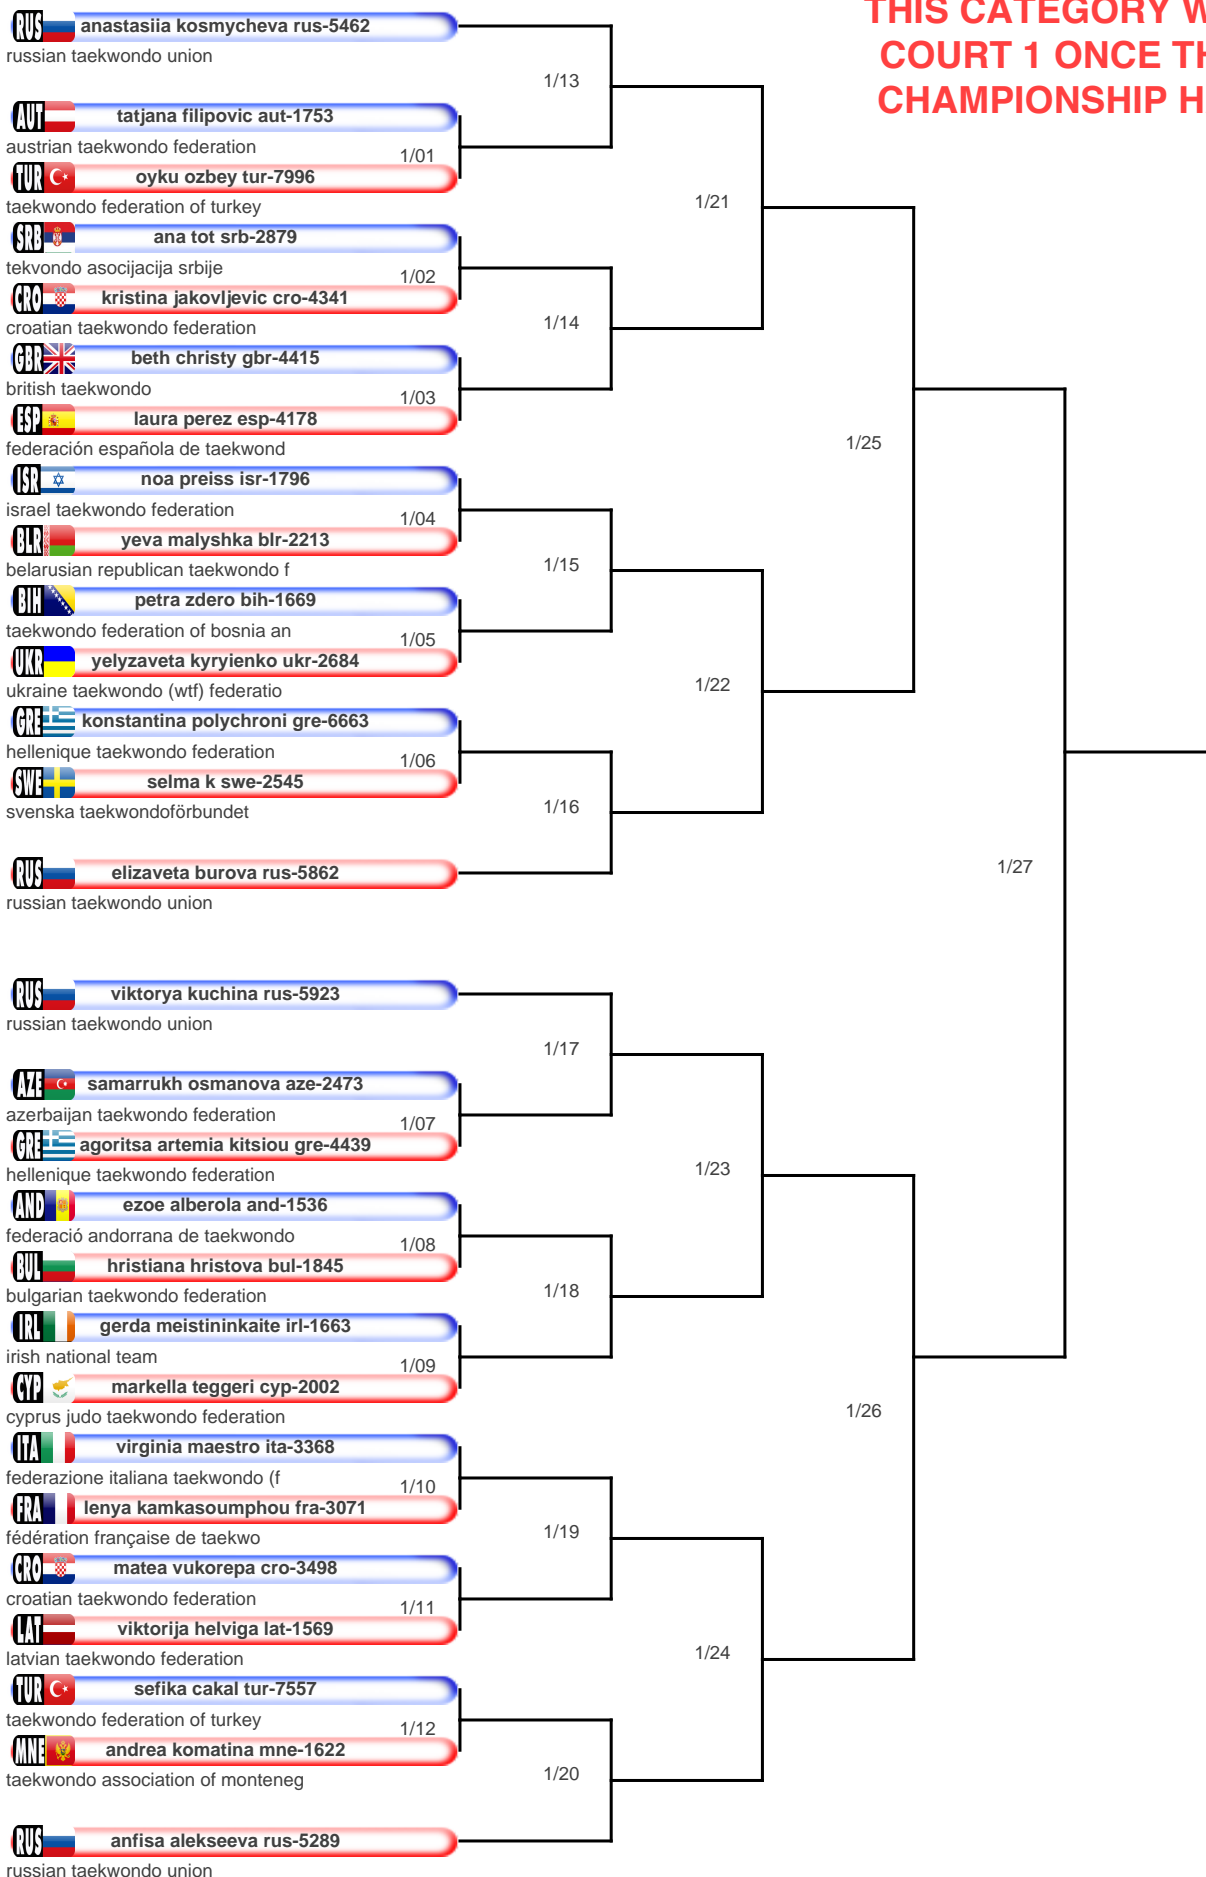 THIS CATEGORY W
COURT 1 ONCE TH
CHAMPIONSHIP H
RUS anastasiia kosmycheva rus-5462
russian taekwondo union
1/13
AUT tatjana filipovic aut-1753
austrian taekwondo federation
1/01
TUR oyku ozbey tur-7996
taekwondo federation of turkey
1/21
SRB ana tot srb-2879
tekvondo asocijacija srbije
1/02
CRO kristina jakovljevic cro-4341
croatian taekwondo federation
1/14
GBR beth christy gbr-4415
british taekwondo
1/03
ESP laura perez esp-4178
federación española de taekwond
1/25
ISR noa preiss isr-1796
israel taekwondo federation
1/04
BLR yeva malyshka blr-2213
belarusian republican taekwondo f
1/15
BIH petra zdero bih-1669
taekwondo federation of bosnia an
1/05
UKR yelyzaveta kyryienko ukr-2684
ukraine taekwondo (wtf) federatio
1/22
GRE konstantina polychroni gre-6663
hellenique taekwondo federation
1/06
SWE selma k swe-2545
svenska taekwondoförbundet
1/16
RUS elizaveta burova rus-5862
russian taekwondo union
1/27
RUS viktorya kuchina rus-5923
russian taekwondo union
1/17
AZE samarrukh osmanova aze-2473
azerbaijan taekwondo federation
1/07
GRE agoritsa artemia kitsiou gre-4439
hellenique taekwondo federation
1/23
AND ezoe alberola and-1536
federació andorrana de taekwondo
1/08
BUL hristiana hristova bul-1845
bulgarian taekwondo federation
1/18
IRL gerda meistininkaite irl-1663
irish national team
1/09
CYP markella teggeri cyp-2002
cyprus judo taekwondo federation
1/26
ITA virginia maestro ita-3368
federazione italiana taekwondo (f
1/10
FRA lenya kamkasoumphou fra-3071
fédération française de taekwo
1/19
CRO matea vukorepa cro-3498
croatian taekwondo federation
1/11
LAT viktorija helviga lat-1569
latvian taekwondo federation
1/24
TUR sefika cakal tur-7557
taekwondo federation of turkey
1/12
MNE andrea komatina mne-1622
taekwondo association of monteneg
1/20
RUS anfisa alekseeva rus-5289
russian taekwondo union